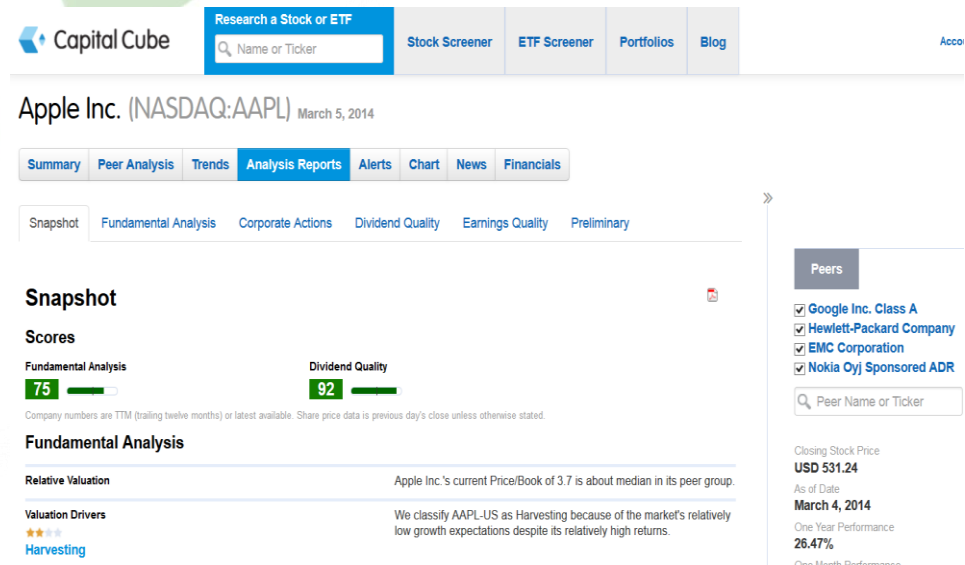 Capital Cube
Research a Stock or ETF
Name or Ticker
Stock Screener
ETF Screener
Portfolios
Blog
Apple Inc. (NASDAQ:AAPL) March 5, 2014
Summary
Peer Analysis
Trends
Analysis Reports
Alerts
Chart
News
Financials
Snapshot
Fundamental Analysis
Corporate Actions
Dividend Quality
Earnings Quality
Preliminary
Snapshot
Scores
Fundamental Analysis
75
Dividend Quality
92
Company numbers are TTM (trailing twelve months) or latest available. Share price data is previous day's close unless otherwise stated.
Fundamental Analysis
Relative Valuation
Apple Inc.'s current Price/Book of 3.7 is about median in its peer group.
Valuation Drivers
Harvesting
We classify AAPL-US as Harvesting because of the market's relatively
low growth expectations despite its relatively high returns.
Peers
Google Inc. Class A
Hewlett-Packard Company
EMC Corporation
Nokia Oyj Sponsored ADR
Peer Name or Ticker
Closing Stock Price
USD 531.24
As of Date
March 4, 2014
One Year Performance
26.47%